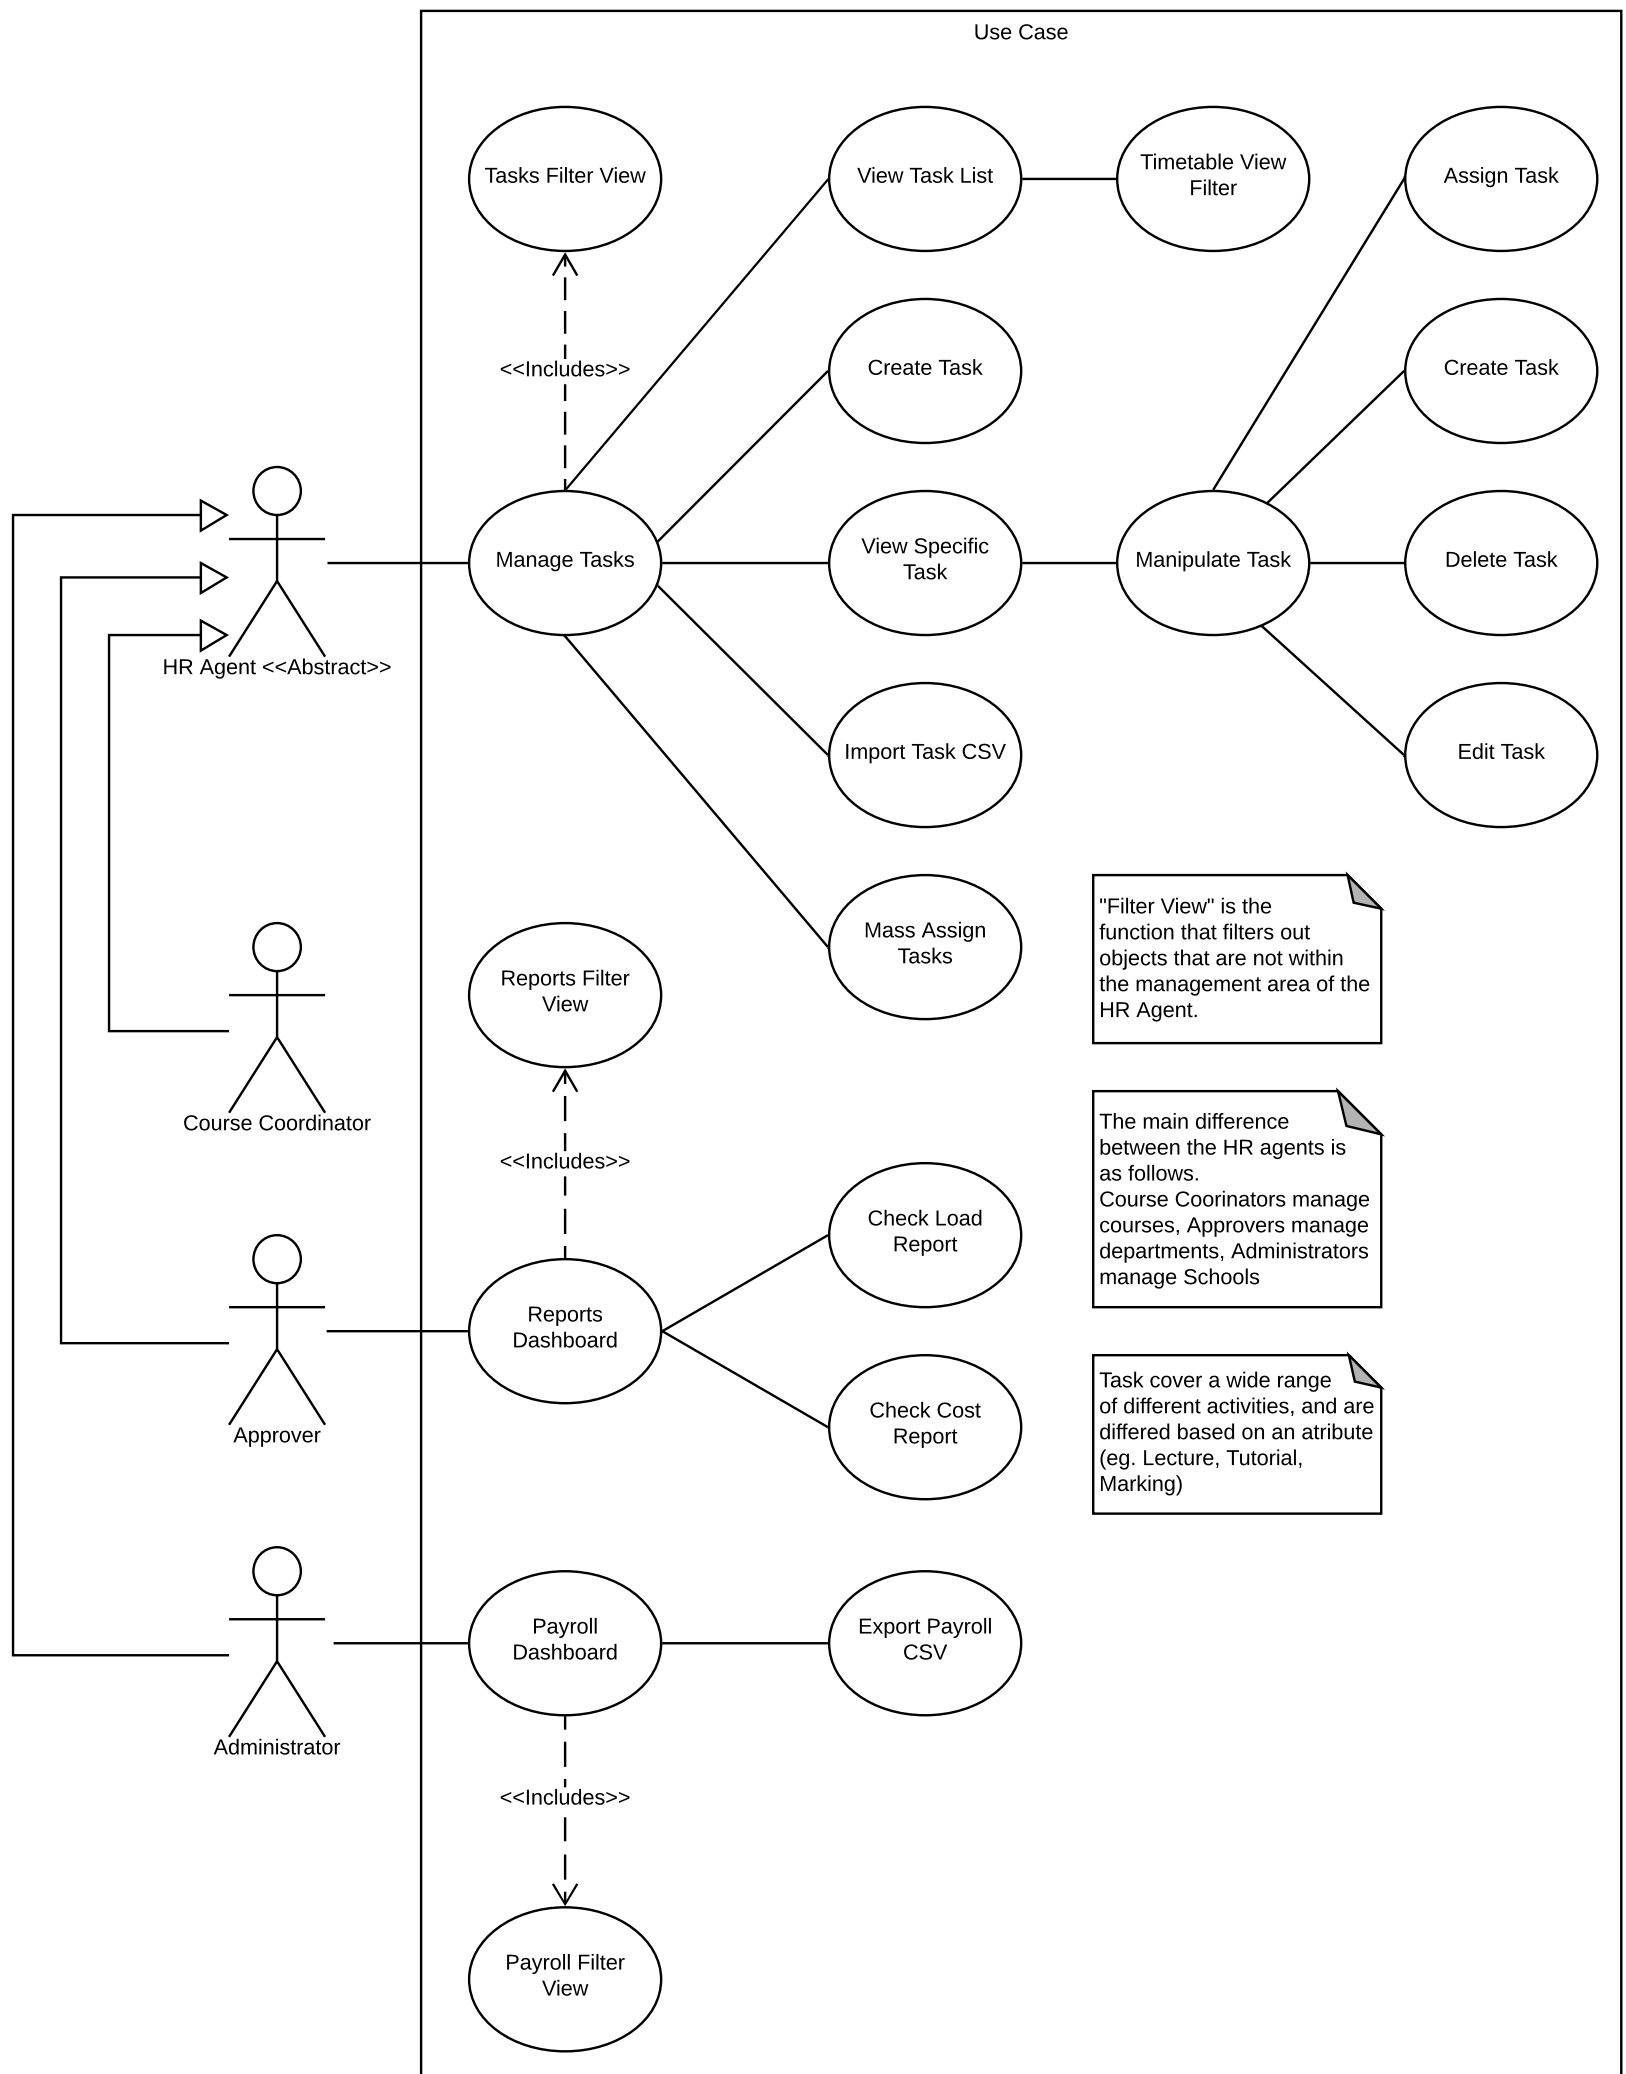 Use Case
Tasks Filter View
View Task List
Timetable View
Filter
Assign Task
<<Includes>>
Create Task
Create Task
Manage Tasks
View Specific
Task
Manipulate Task
Delete Task
HR Agent <<Abstract>>
Import Task CSV
Edit Task
Mass Assign
Tasks
"Filter View" is the
function that filters out
objects that are not within
the management area of the
HR Agent.
Reports Filter
View
Course Coordinator
<<Includes>>
The main difference
between the HR agents is
as follows.
Course Coorinators manage
courses, Approvers manage
departments, Administrators
manage Schools
Check Load
Report
Reports
Dashboard
Approver
Check Cost
Report
Task cover a wide range
of different activities, and are
differed based on an atribute
(eg. Lecture, Tutorial,
Marking)
Payroll
Dashboard
Export Payroll
CSV
Administrator
<<Includes>>
Payroll Filter
View